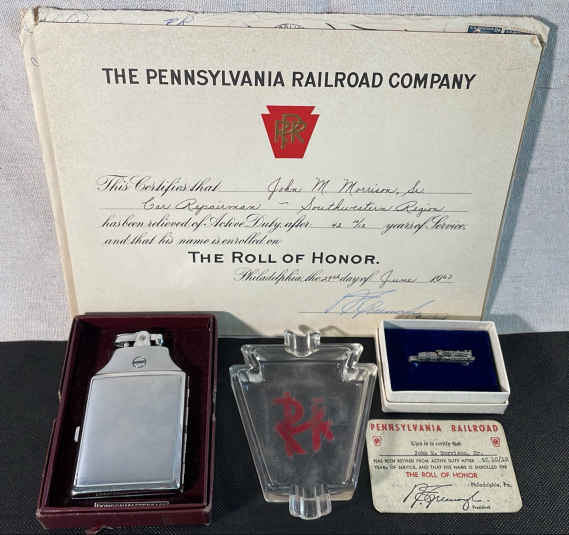 THE PENNSYLVANIA RAILROAD COMPANY
PRR
This Certifies that John M. Morrison, Sr.
Car Repairman - Southwestern Region
has been relieved of Active Duty, after 42 years of Service,
and that his name is enrolled on
THE ROLL OF HONOR.
Philadelphia, the day of June
PRR
PENNSYLVANIA RAILROAD
This is to certify that
John M. Morrison, Sr.
HAS BEEN RETIRED FROM ACTIVE DUTY AFTER
YEARS OF SERVICE, AND THAT HIS NAME IS ENROLLED ON
THE ROLL OF HONOR
Philadelphia, Pa.
President